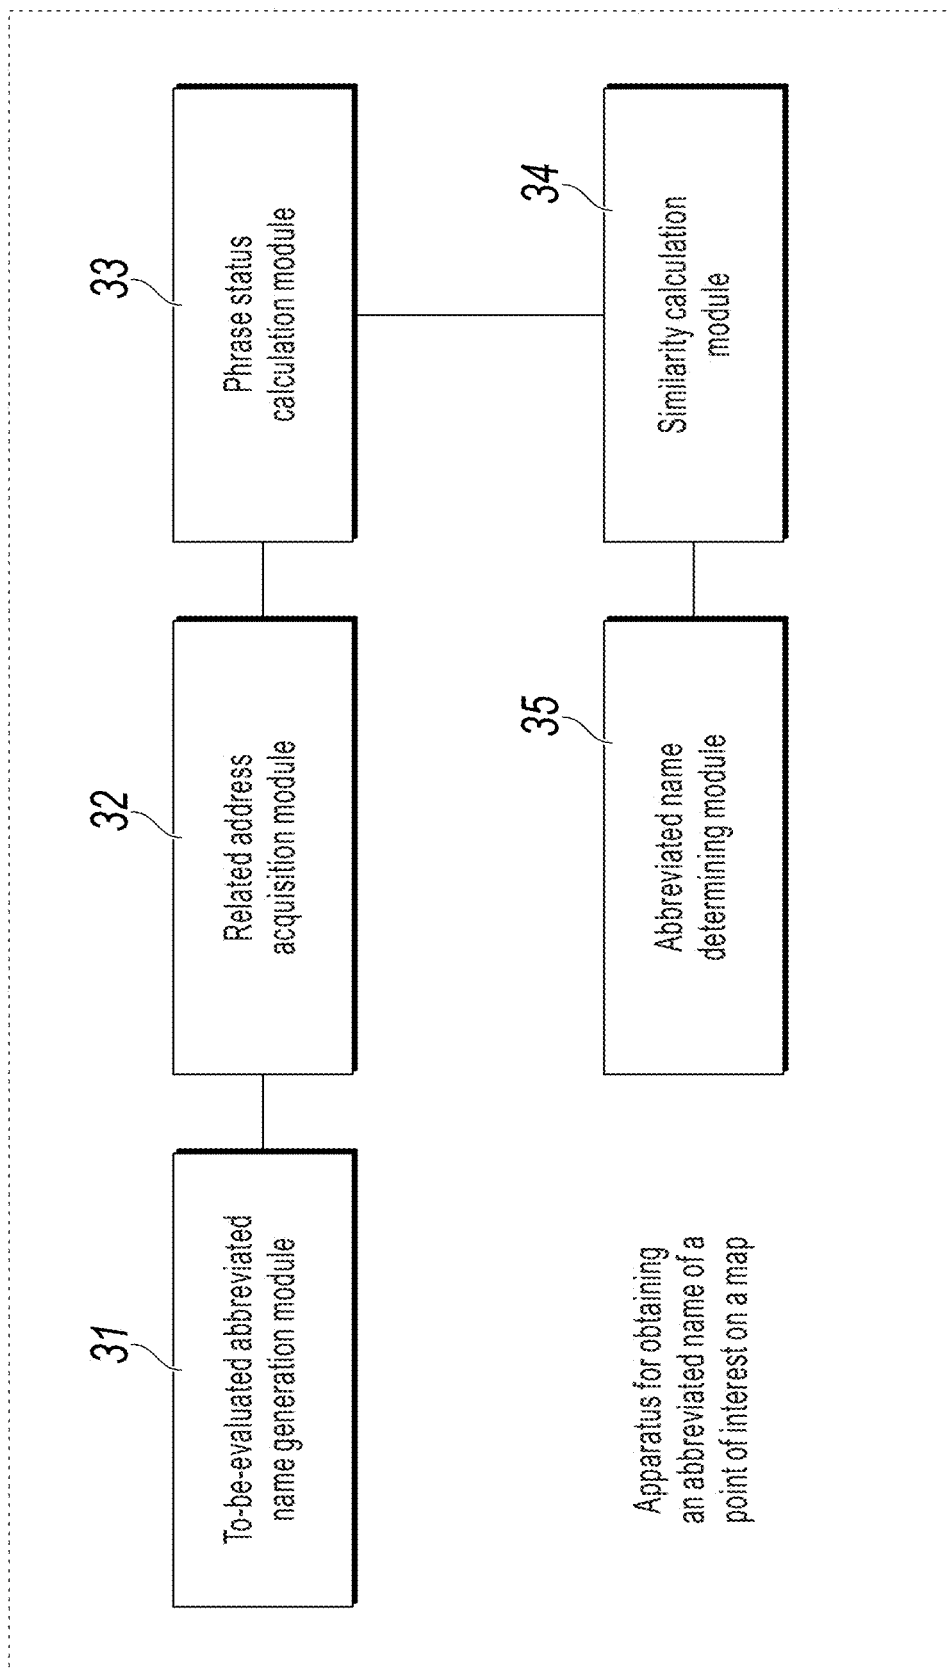 31
To-be-evaluated abbreviated
name generation module
32
Related address
acquisition module
33
Phrase status
calculation module
34
Similarity calculation
module
35
Abbreviated name
determining module
Apparatus for obtaining
an abbreviated name of a
point of interest on a map